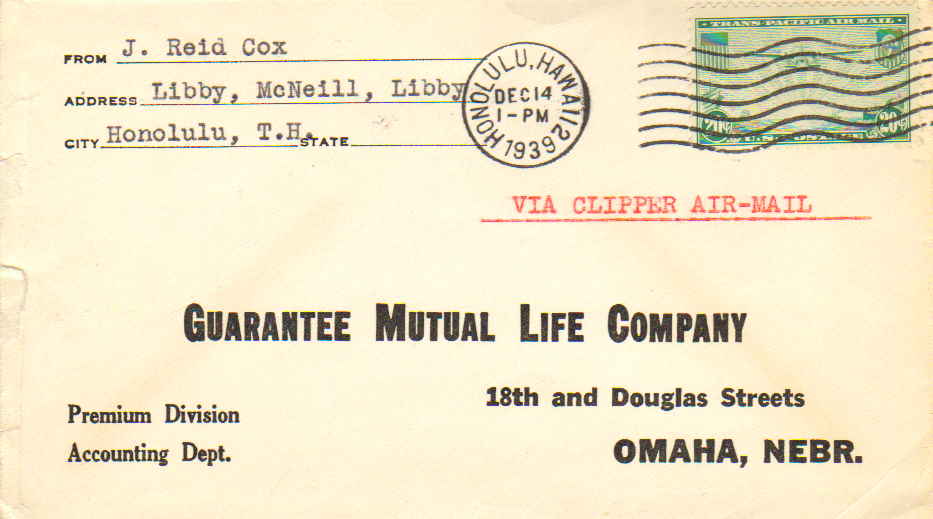 FROM J. Reid Cox
ADDRESS Libby, McNeill, Libby
CITY Honolulu, T.H. STATE
HONOLULU, HAWAII 2
DEC 14
1-PM
1939
TRANS-PACIFIC AIR MAIL
20¢ 20¢
VIA CLIPPER AIR-MAIL
GUARANTEE MUTUAL LIFE COMPANY
18th and Douglas Streets
OMAHA, NEBR.
Premium Division
Accounting Dept.